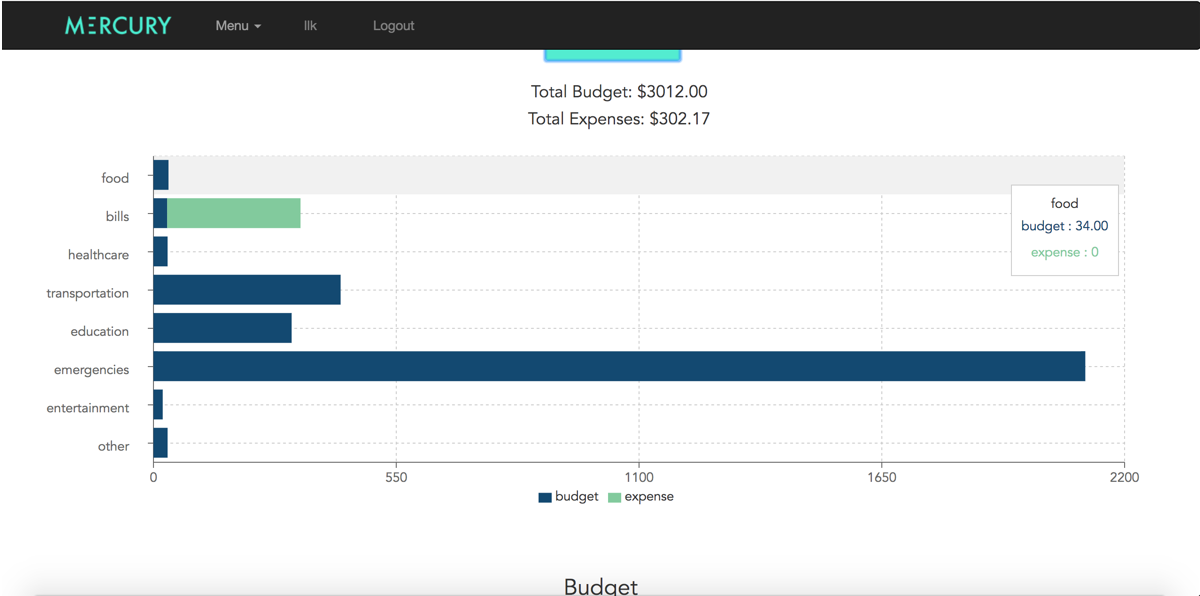 MERCURY Menu Ilk Logout
Total Budget: $3012.00
Total Expenses: $302.17
food
bills
healthcare
transportation
education
emergencies
entertainment
other
food
budget : 34.00
expense : 0
0 550 1100 1650 2200
budget expense
Budget